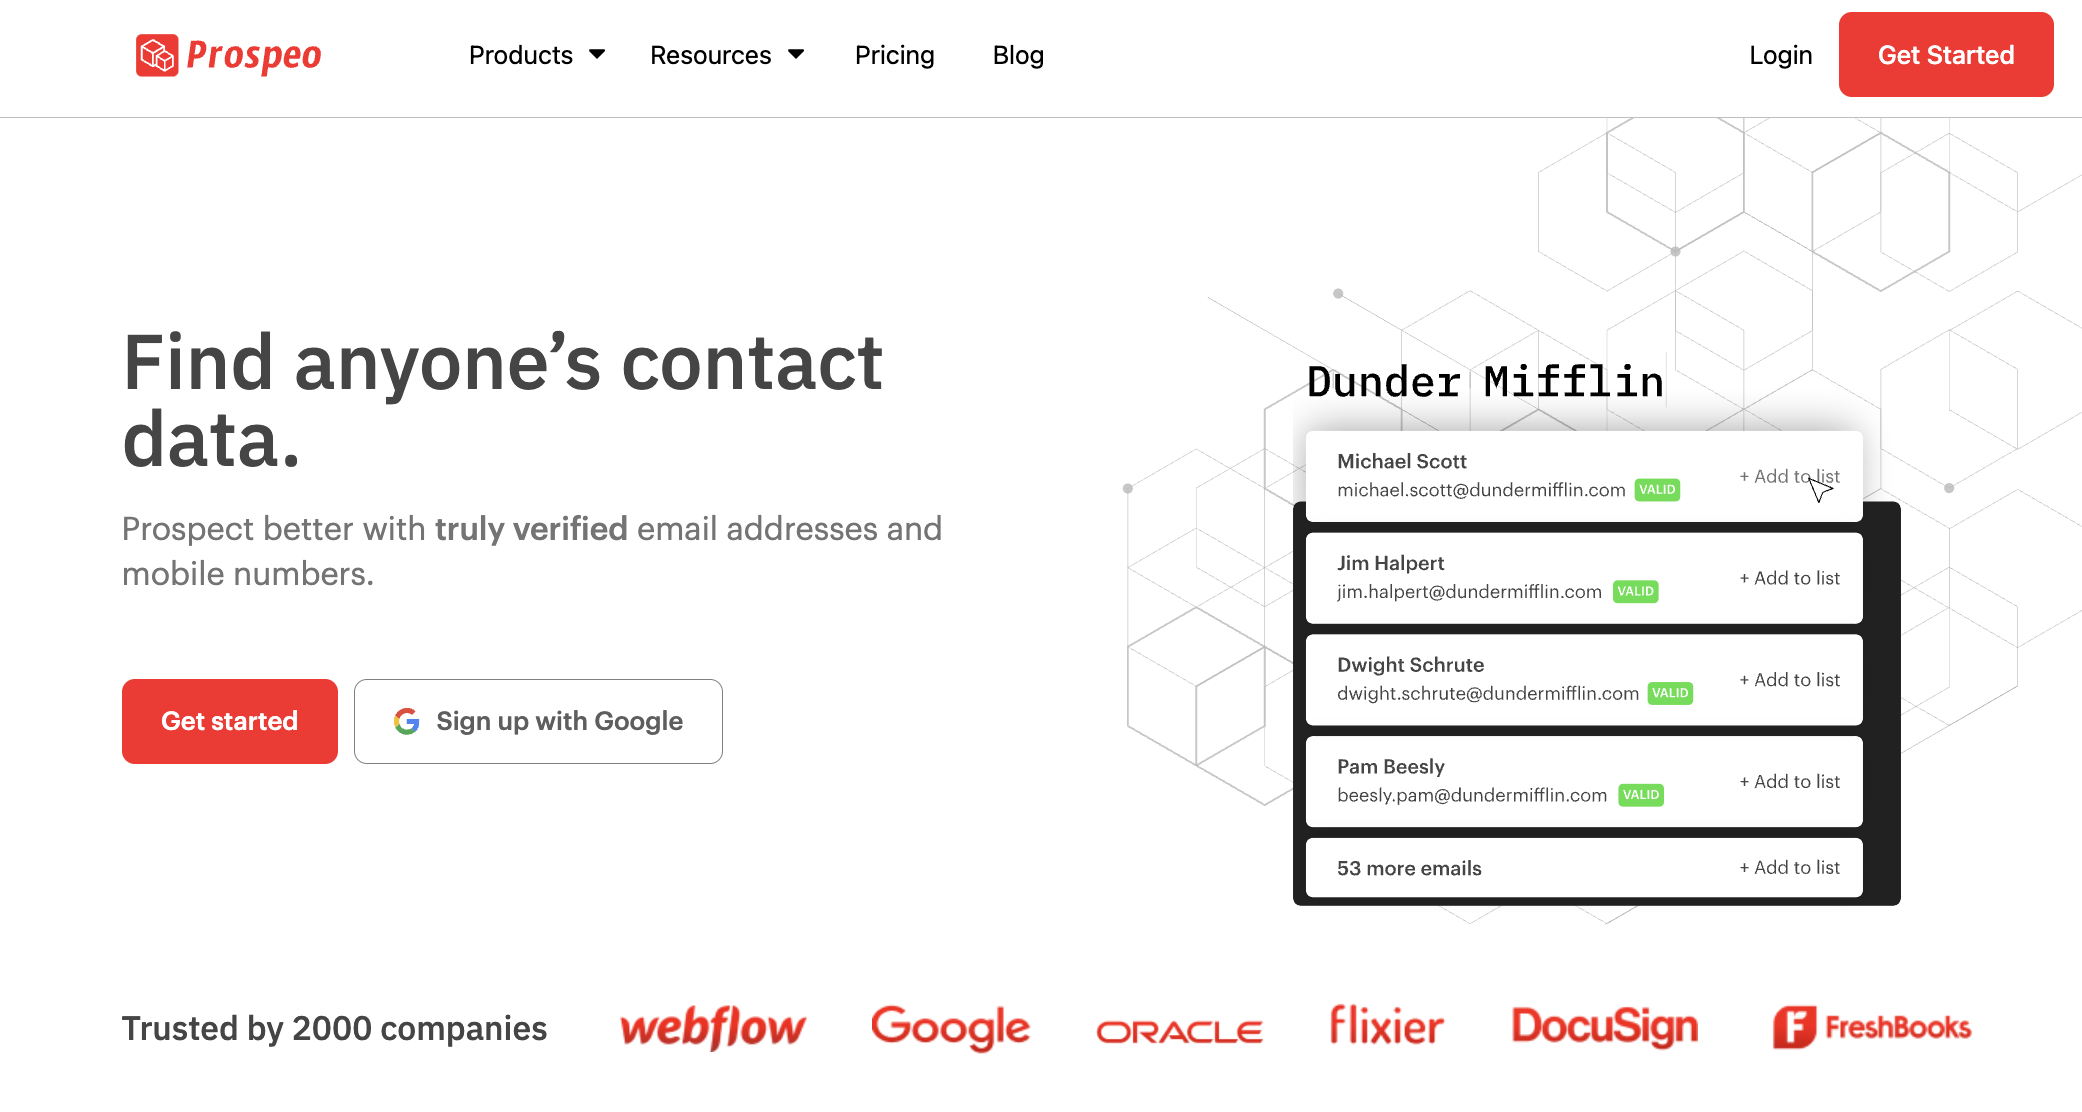 Prospeo
Products
Resources
Pricing
Blog
Login
Get Started
Find anyone’s contact
data.
Prospect better with truly verified email addresses and
mobile numbers.
Get started
Sign up with Google
Dunder Mifflin
Michael Scott
michael.scott@dundermifflin.com VALID
+ Add to list
Jim Halpert
jim.halpert@dundermifflin.com VALID
+ Add to list
Dwight Schrute
dwight.schrute@dundermifflin.com VALID
+ Add to list
Pam Beesly
beesly.pam@dundermifflin.com VALID
+ Add to list
53 more emails
+ Add to list
Trusted by 2000 companies
webflow
Google
ORACLE
flixier
DocuSign
F FreshBooks